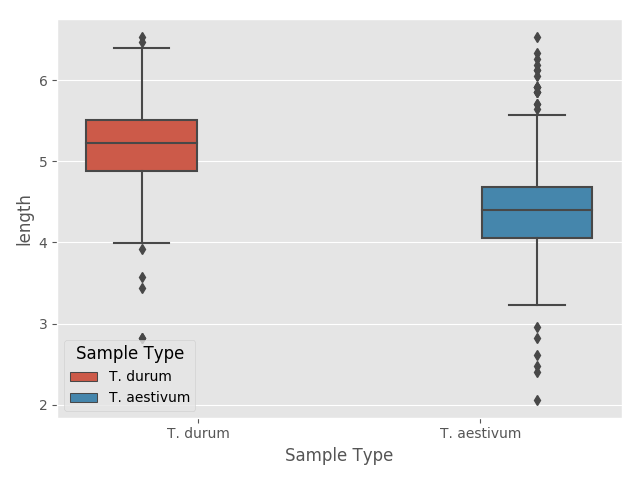 6
5
4
3
2
length
Sample Type
T. durum
T. aestivum
T. durum
T. aestivum
Sample Type